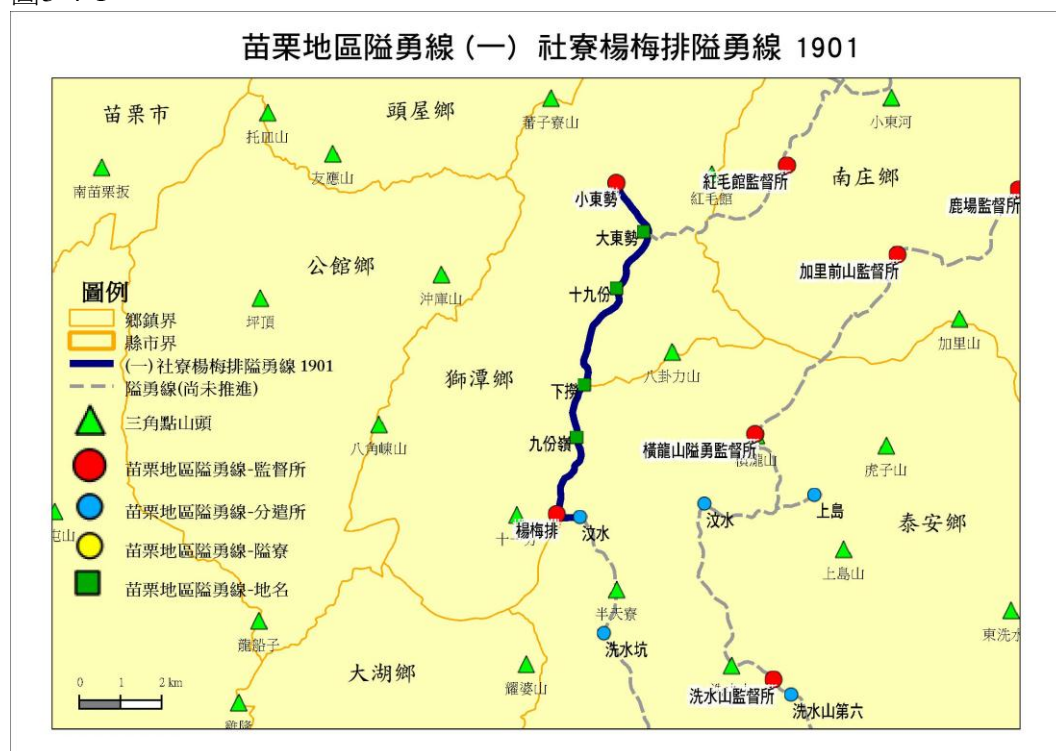 苗栗地區隘勇線(一) 社寮楊梅排隘勇線 1901
苗栗市
頭屋鄉
托皿山
南苗栗坂
友應山
番子寮山
小東河
紅毛館監督所
紅毛館
南庄鄉
鹿場監督所
小東勢
大東勢
公館鄉
沖庫山
加里前山監督所
十九份
坪頂
圖例
鄉鎮界
縣市界
(一)社寮楊梅排隘勇線 1901
隘勇線(尚未推進)
三角點山頭
苗栗地區隘勇線-監督所
苗栗地區隘勇線-分遣所
苗栗地區隘勇線-隘寮
苗栗地區隘勇線-地名
加里山
八卦力山
獅潭鄉
下撈
八角崠山
九份嶺
橫龍山隘勇監督所
虎子山
汶水
上島
泰安鄉
楊梅排
汶水
上島山
半天寮
東洗水
龍船子
洗水坑
大湖鄉
耀婆山
洗水山監督所
洗水山第六
0 1 2 km